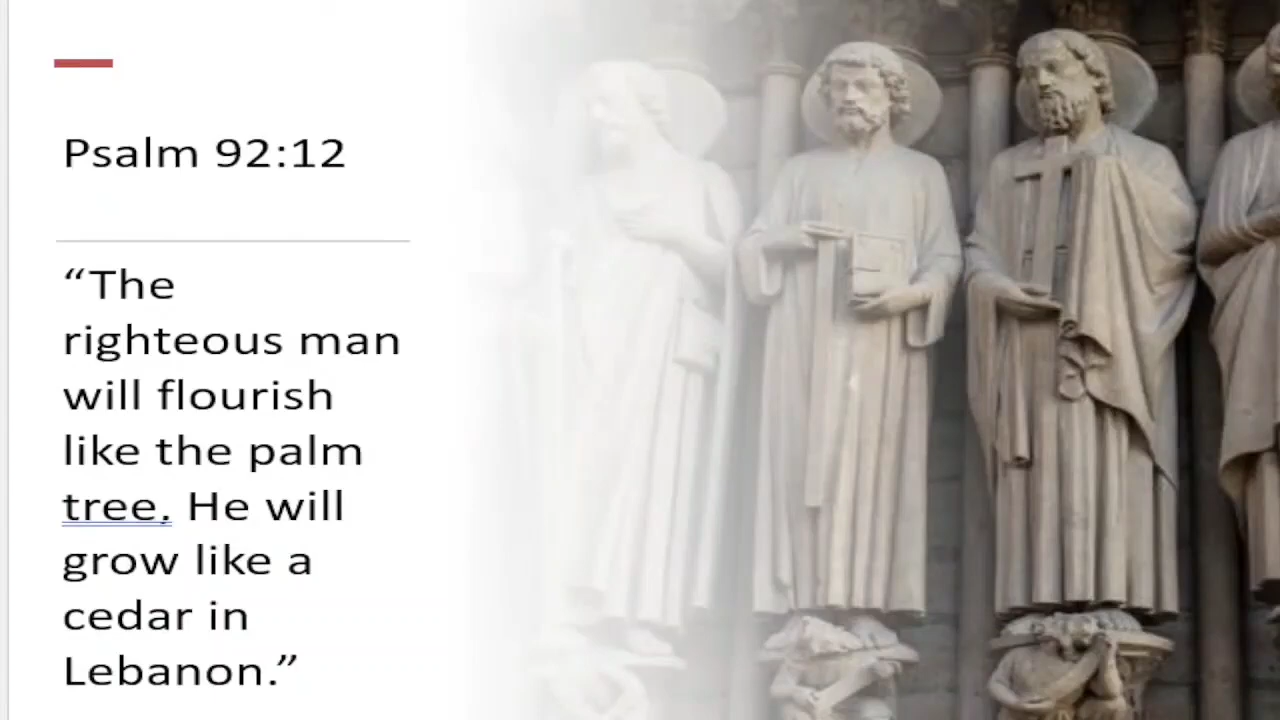 Psalm 92:12
“The
righteous man
will flourish
like the palm
tree, He will
grow like a
cedar in
Lebanon.”